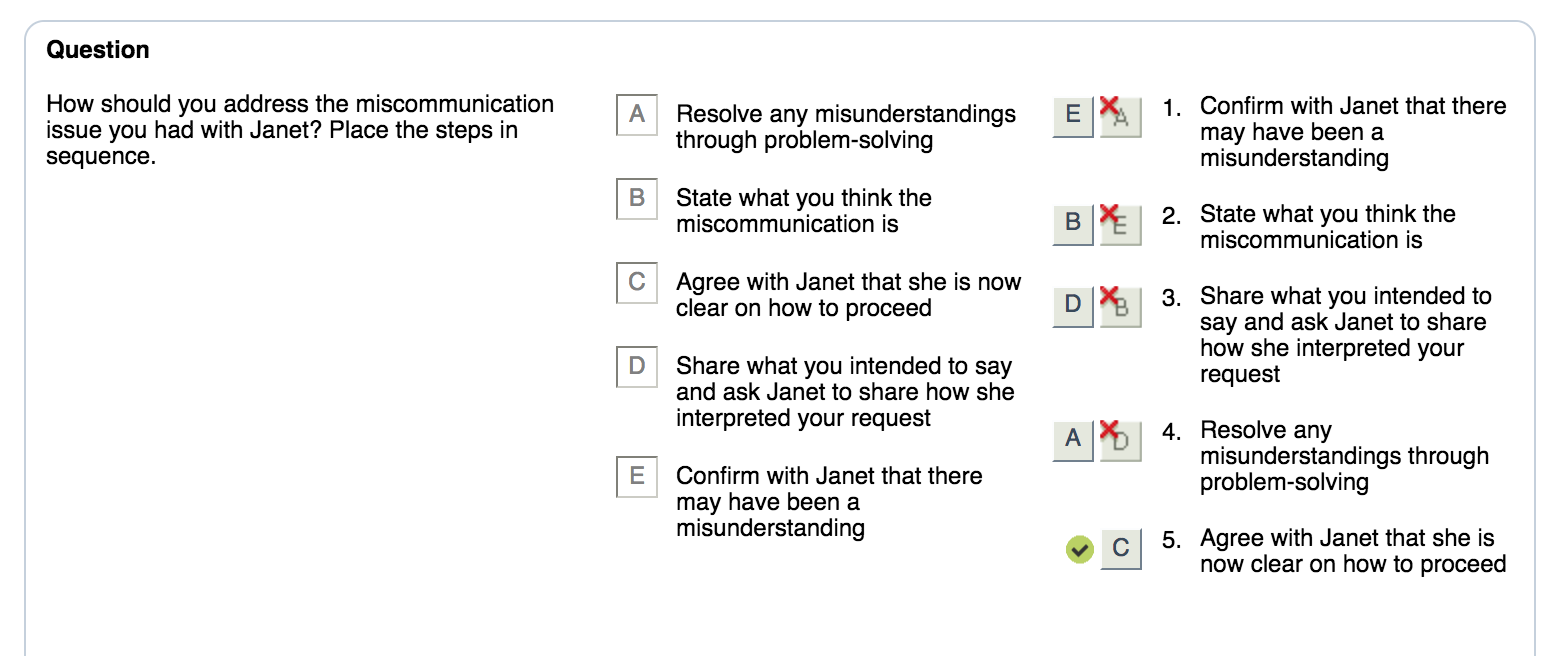 Question
How should you address the miscommunication
issue you had with Janet? Place the steps in
sequence.
A
Resolve any misunderstandings
through problem-solving
B
State what you think the
miscommunication is
C
Agree with Janet that she is now
clear on how to proceed
D
Share what you intended to say
and ask Janet to share how she
interpreted your request
E
Confirm with Janet that there
may have been a
misunderstanding
E A 1. Confirm with Janet that there
may have been a
misunderstanding
B E 2. State what you think the
miscommunication is
D B 3. Share what you intended to
say and ask Janet to share
how she interpreted your
request
A D 4. Resolve any
misunderstandings through
problem-solving
C 5. Agree with Janet that she is
now clear on how to proceed